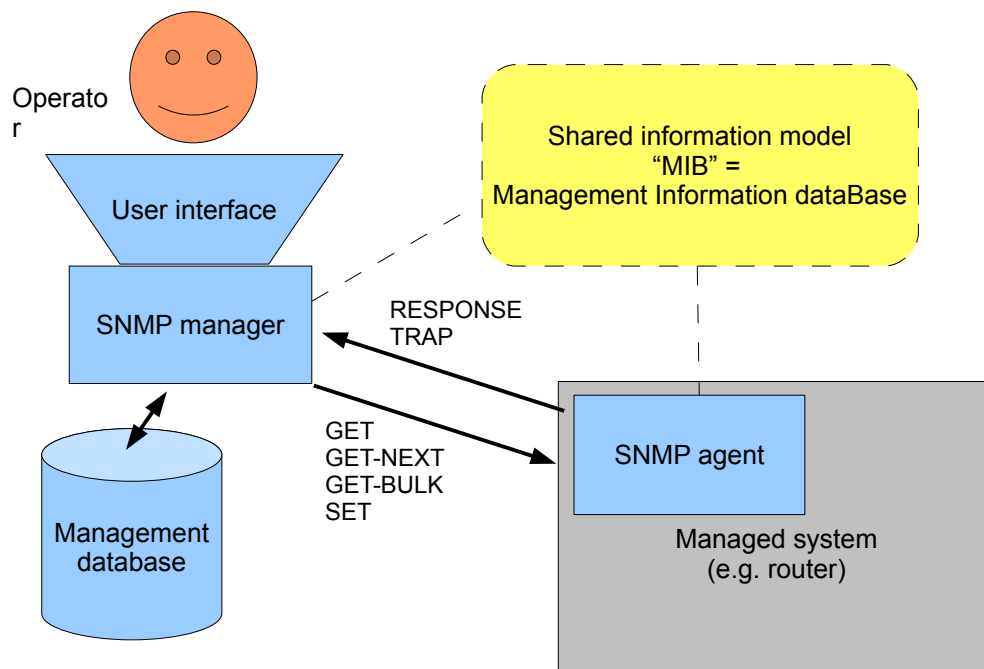 Operato
r
User interface
SNMP manager
Management
database
Shared information model
“MIB” =
Management Information dataBase
RESPONSE
TRAP
GET
GET-NEXT
GET-BULK
SET
SNMP agent
Managed system
(e.g. router)